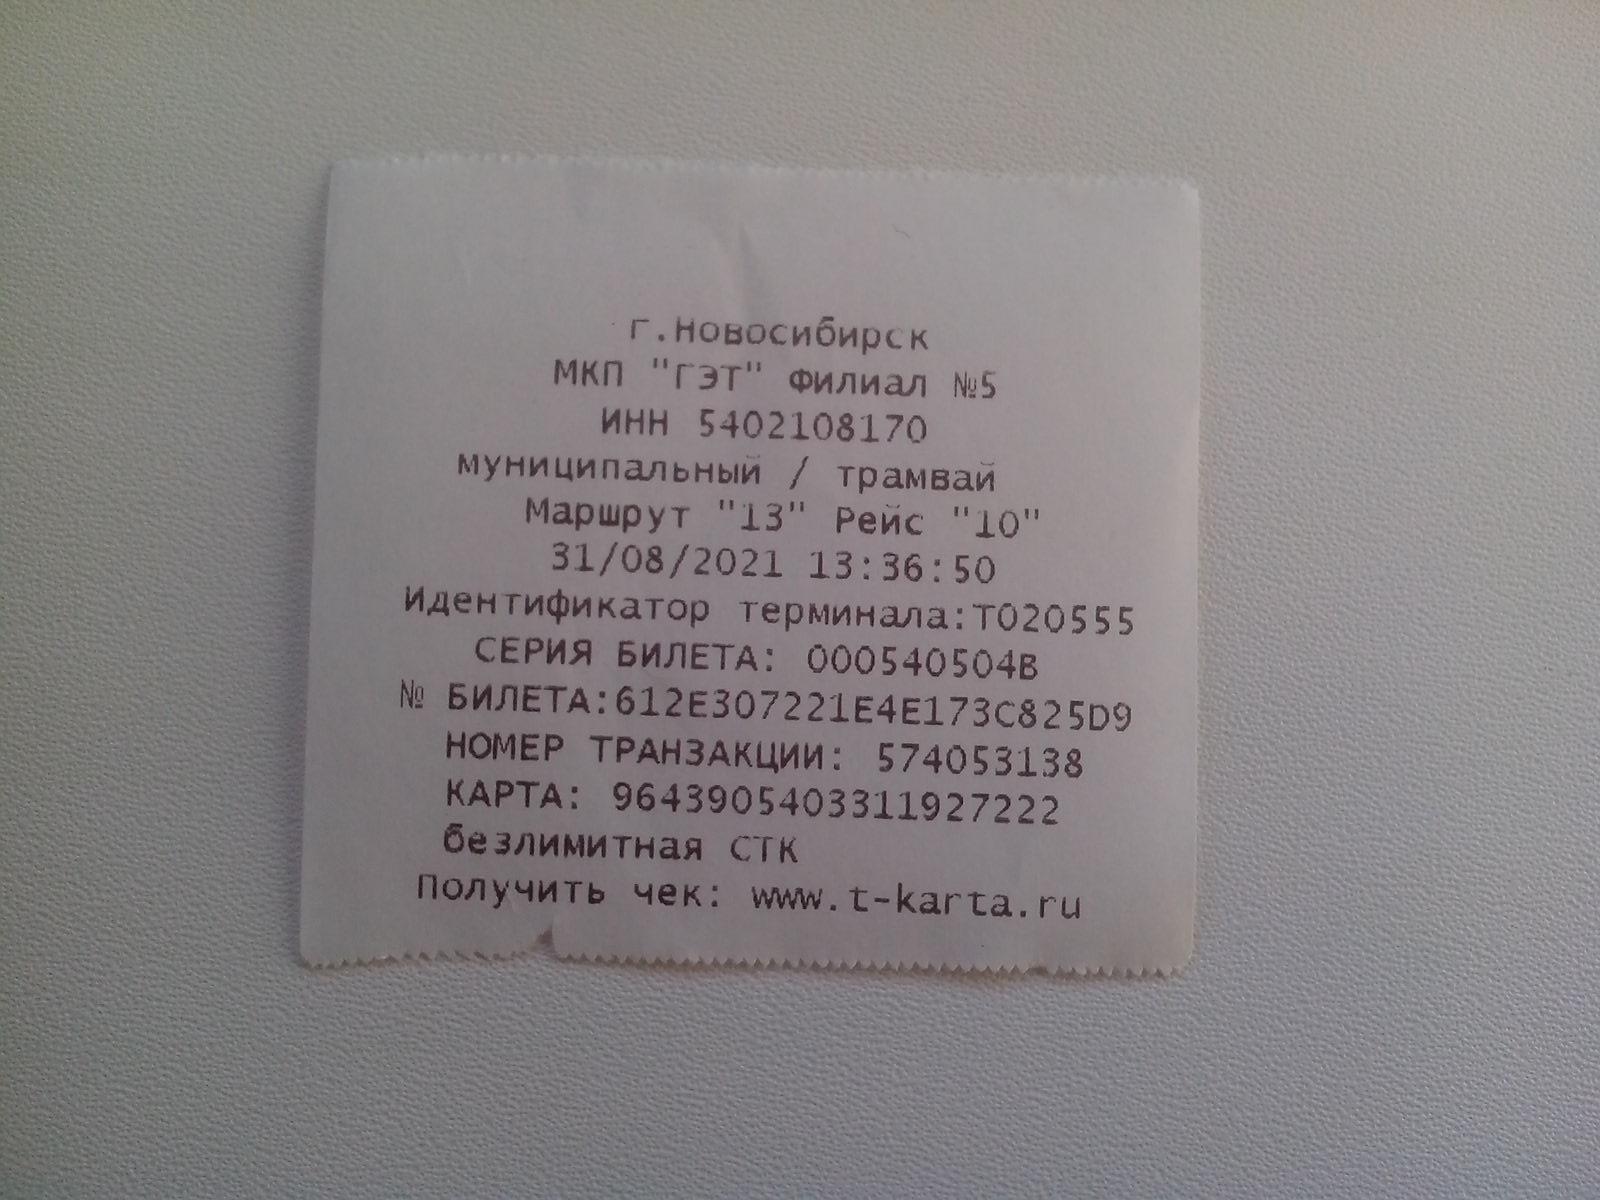 г.Новосибирск
МКП "ГЭТ" Филиал №5
ИНН 5402108170
муниципальный / трамвай
Маршрут "13" Рейс "10"
31/08/2021 13:36:50
Идентификатор терминала:T020555
СЕРИЯ БИЛЕТА: 000540504B
№ БИЛЕТА:612E307221E4E173C825D9
НОМЕР ТРАНЗАКЦИИ: 574053138
КАРТА: 9643905403311927222
безлимитная СТК
Получить чек: www.t-karta.ru